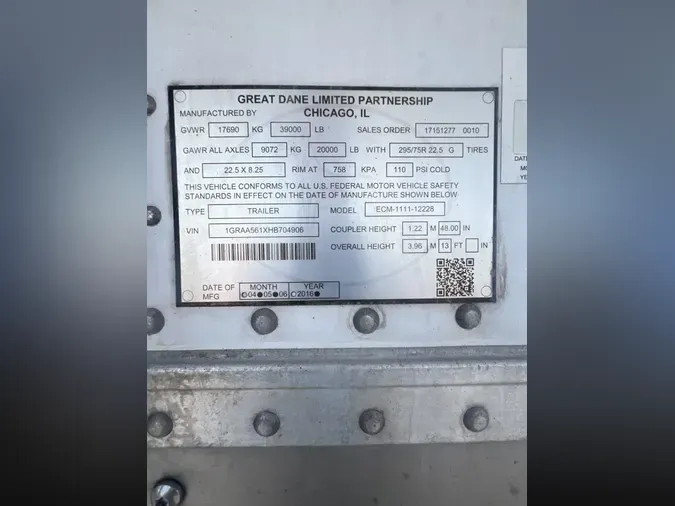 GREAT DANE LIMITED PARTNERSHIP
MANUFACTURED BY CHICAGO, IL
GVWR 17690 KG 39000 LB SALES ORDER 17151277 0010
GAWR ALL AXLES 9072 KG 20000 LB WITH 295/75R 22.5 G TIRES
AND 22.5 X 8.25 RIM AT 758 KPA 110 PSI COLD
THIS VEHICLE CONFORMS TO ALL U.S. FEDERAL MOTOR VEHICLE SAFETY
STANDARDS IN EFFECT ON THE DATE OF MANUFACTURE SHOWN BELOW
TYPE TRAILER MODEL ECM-1111-12228
VIN 1GRAA561XHB704906 COUPLER HEIGHT 1.22 M 48.00 IN
OVERALL HEIGHT 3.96 M 13 FT IN
DATE OF MFG MONTH YEAR
04 05 06 2016
DATE
M
YE